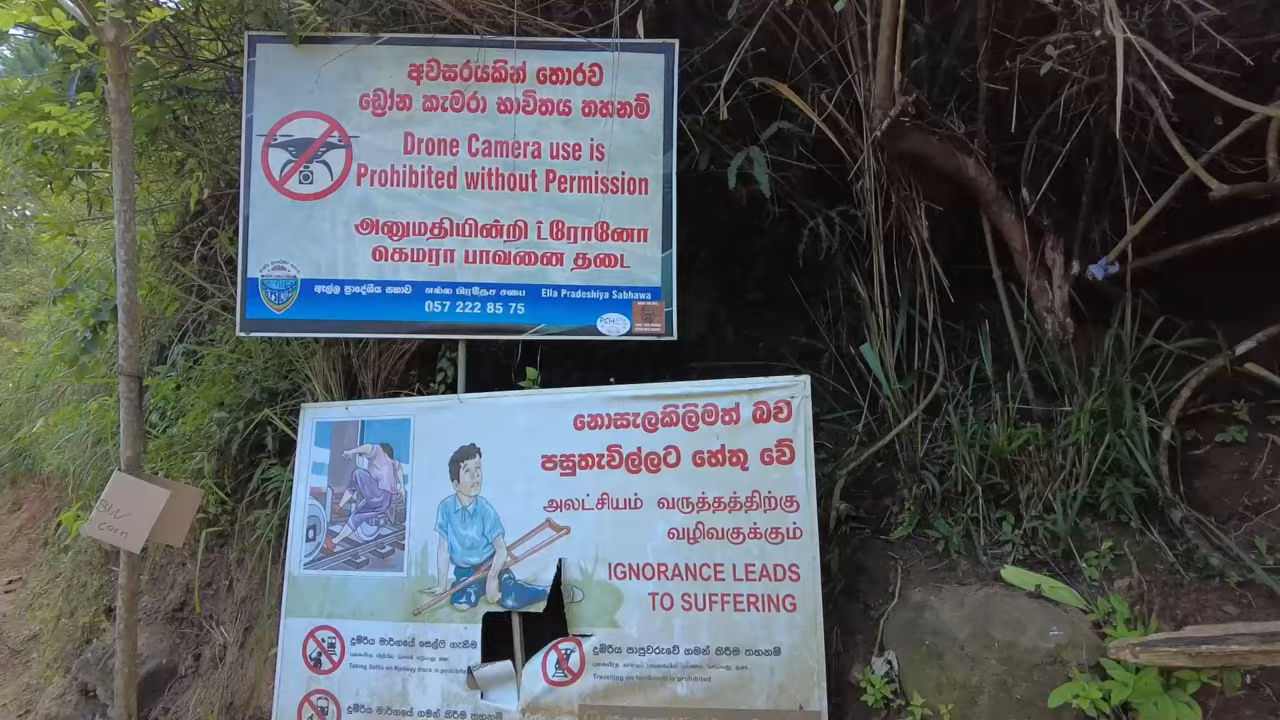 අවසරයකින් තොරව
ඩ්‍රෝන කැමරා භාවිතය තහනම්
Drone Camera use is
Prohibited without Permission
அனுமதியின்றி ட்ரோனோ
கெமரா பாவனை தடை
ඇල්ල ප්‍රාදේශීය සභාව எல்ல பிரதேச சபை Ella Pradeshiya Sabhawa
057 222 85 75
PCH
නොසැලකිලිමත් බව
පසුතැවිල්ලට හේතු වේ
அலட்சியம் வருத்தத்திற்கு
வழிவகுக்கும்
IGNORANCE LEADS
TO SUFFERING
දුම්රිය මාර්ගයේ සෙල්ෆි ගැනීම
Taking Selfie on Railway track is prohibited
දුම්රිය පාපුවරුවේ ගමන් කිරීම තහනම්
Travelling on footboard is prohibited
දුම්රිය මාර්ගයේ ගමන් කිරීම තහනම්
corn